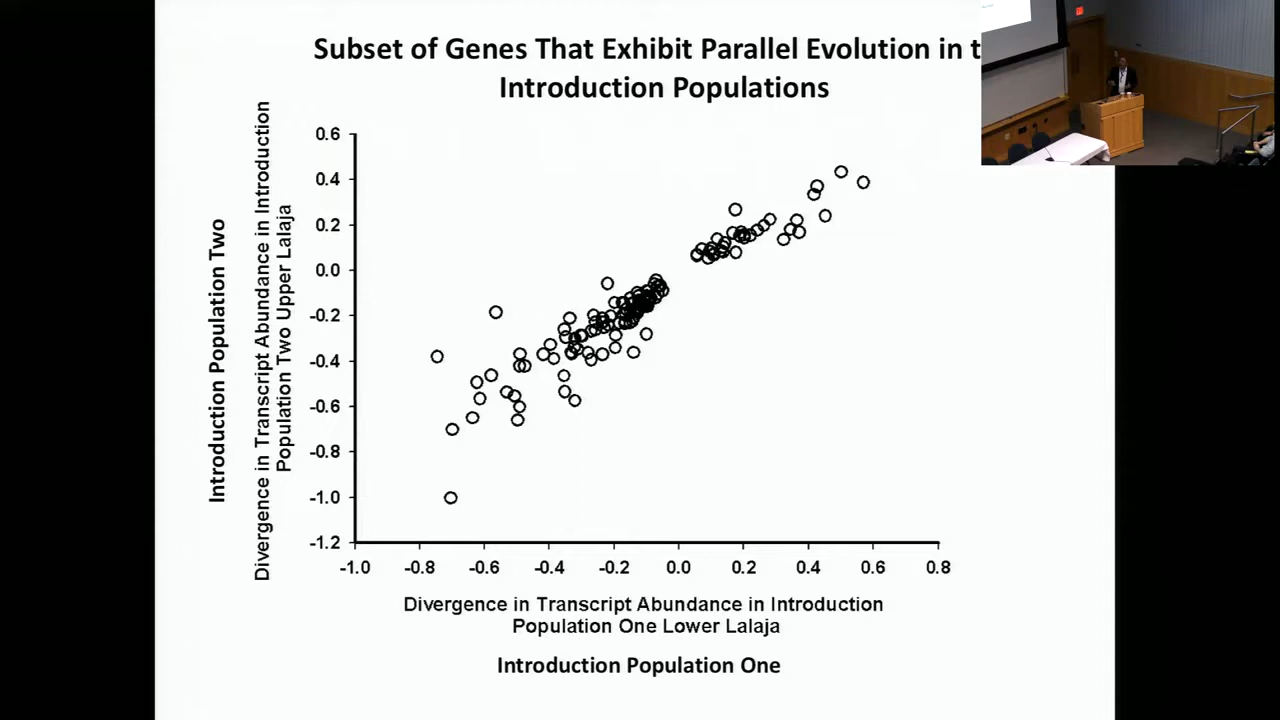 Subset of Genes That Exhibit Parallel Evolution in t
Introduction Populations
Introduction Population Two
Divergence in Transcript Abundance in Introduction
Population Two Upper Lalaja
0.6
0.4
0.2
0.0
-0.2
-0.4
-0.6
-0.8
-1.0
-1.2
-1.0 -0.8 -0.6 -0.4 -0.2 0.0 0.2 0.4 0.6 0.8
Divergence in Transcript Abundance in Introduction
Population One Lower Lalaja
Introduction Population One